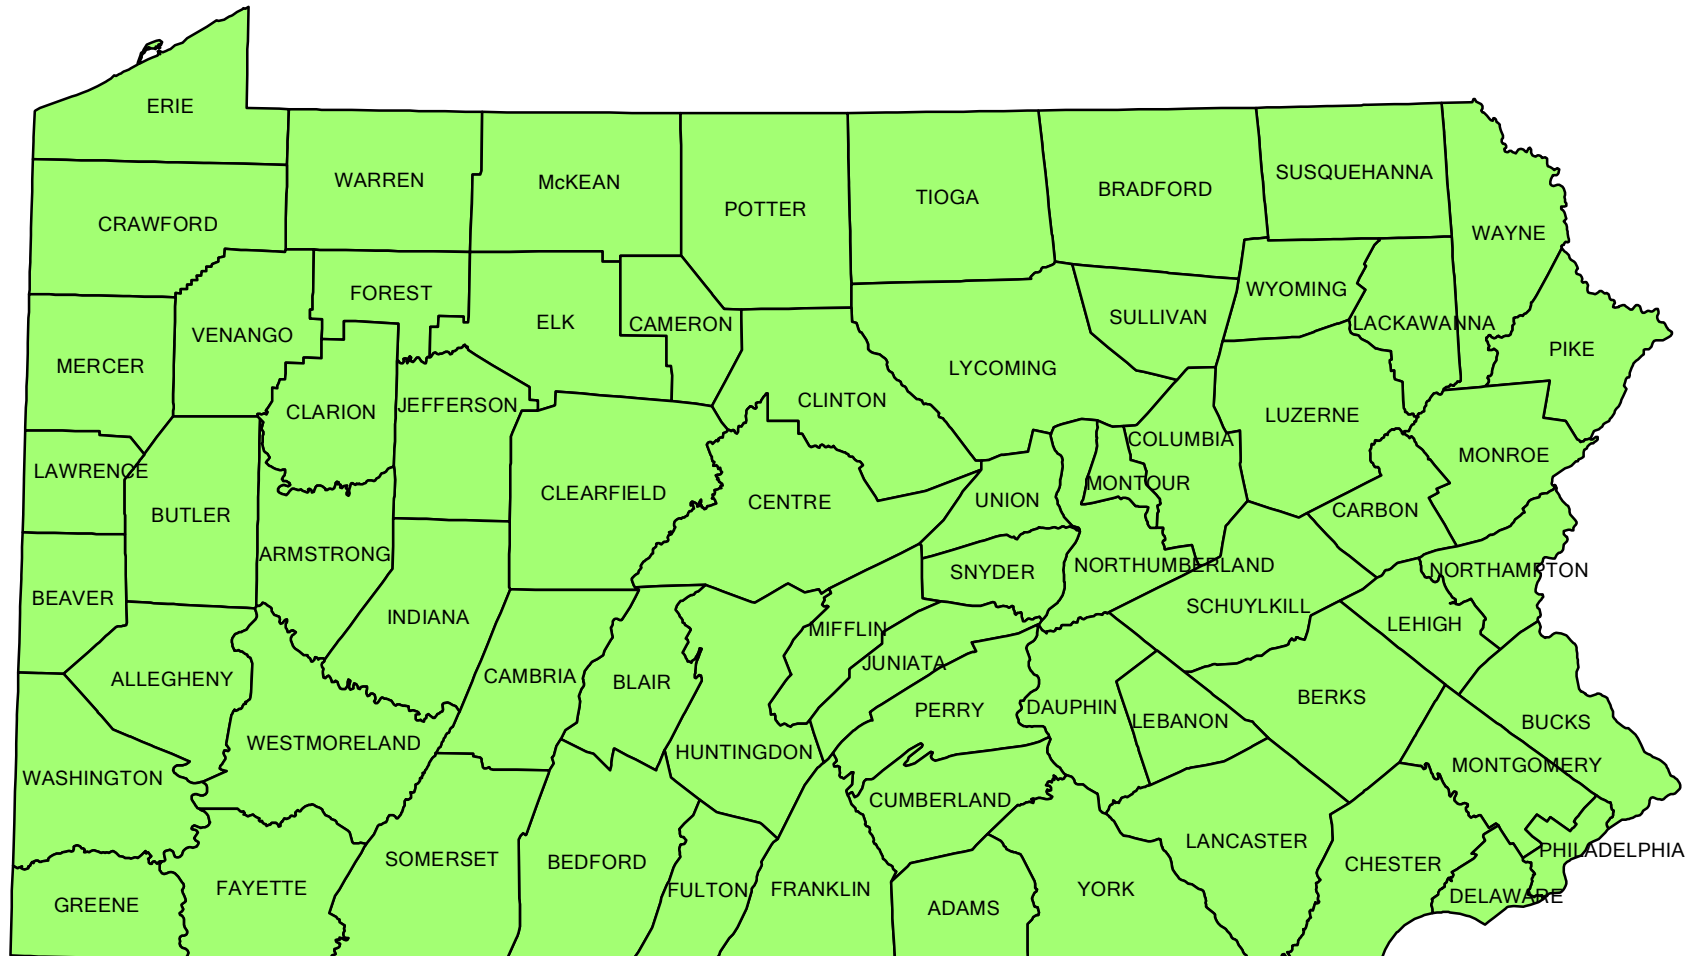 ERIE
WARREN
McKEAN
POTTER
TIOGA
BRADFORD
SUSQUEHANNA
WAYNE
CRAWFORD
FOREST
VENANGO
ELK
CAMERON
SULLIVAN
WYOMING
LACKAWANNA
PIKE
MERCER
CLARION
JEFFERSON
CLINTON
LYCOMING
COLUMBIA
LUZERNE
MONROE
LAWRENCE
BUTLER
CLEARFIELD
CENTRE
UNION
MONTOUR
CARBON
ARMSTRONG
BEAVER
INDIANA
SNYDER
NORTHUMBERLAND
NORTHAMPTON
SCHUYLKILL
LEHIGH
MIFFLIN
JUNIATA
ALLEGHENY
CAMBRIA
BLAIR
PERRY
DAUPHIN
LEBANON
BERKS
BUCKS
WESTMORELAND
HUNTINGDON
WASHINGTON
MONTGOMERY
CUMBERLAND
LANCASTER
PHILADELPHIA
SOMERSET
BEDFORD
CHESTER
FAYETTE
FULTON
FRANKLIN
YORK
DELAWARE
GREENE
ADAMS